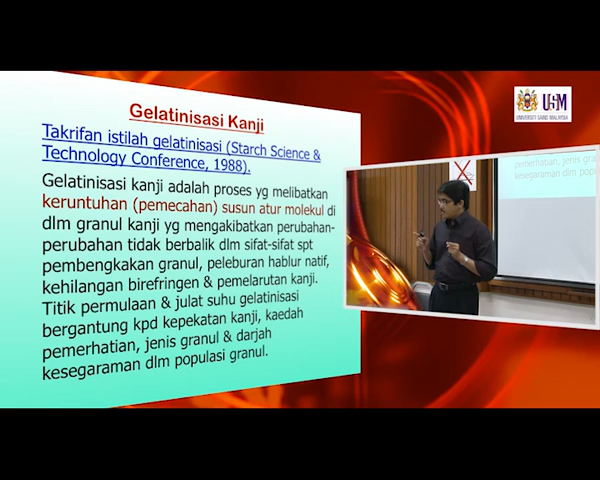 Gelatinisasi Kanji
Takrifan istilah gelatinisasi (Starch Science &
Technology Conference, 1988).
Gelatinisasi kanji adalah proses yg melibatkan
keruntuhan (pemecahan) susun atur molekul di
dlm granul kanji yg mengakibatkan perubahan-
perubahan tidak berbalik dlm sifat-sifat spt
pembengkakan granul, peleburan hablur natif,
kehilangan birefringen & pemelarutan kanji.
Titik permulaan & julat suhu gelatinisasi
bergantung kpd kepekatan kanji, kaedah
pemerhatian, jenis granul & darjah
kesegaraman dlm populasi granul.
USM
UNIVERSITI SAINS MALAYSIA
pemerhatian, jenis
kesegaraman dlm popul